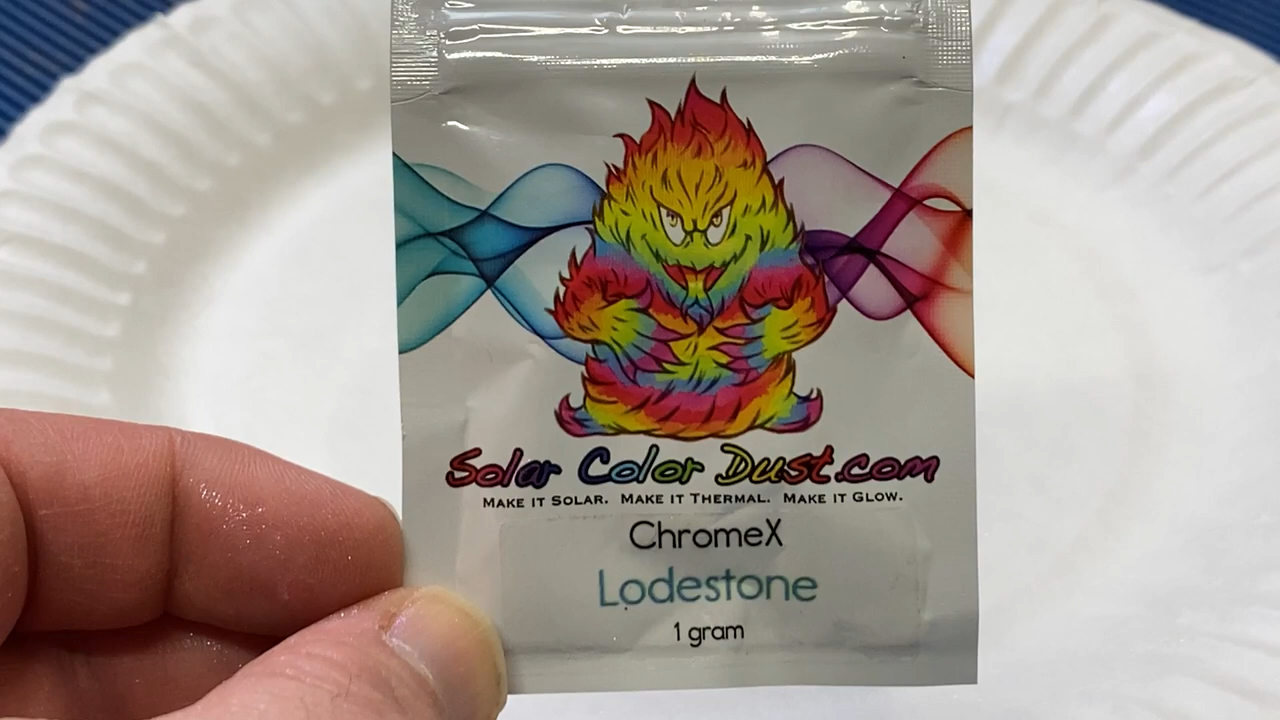 Solar Color Dust.com
Make it Solar. Make it Thermal. Make it Glow.
ChromeX
Lodestone
1 gram